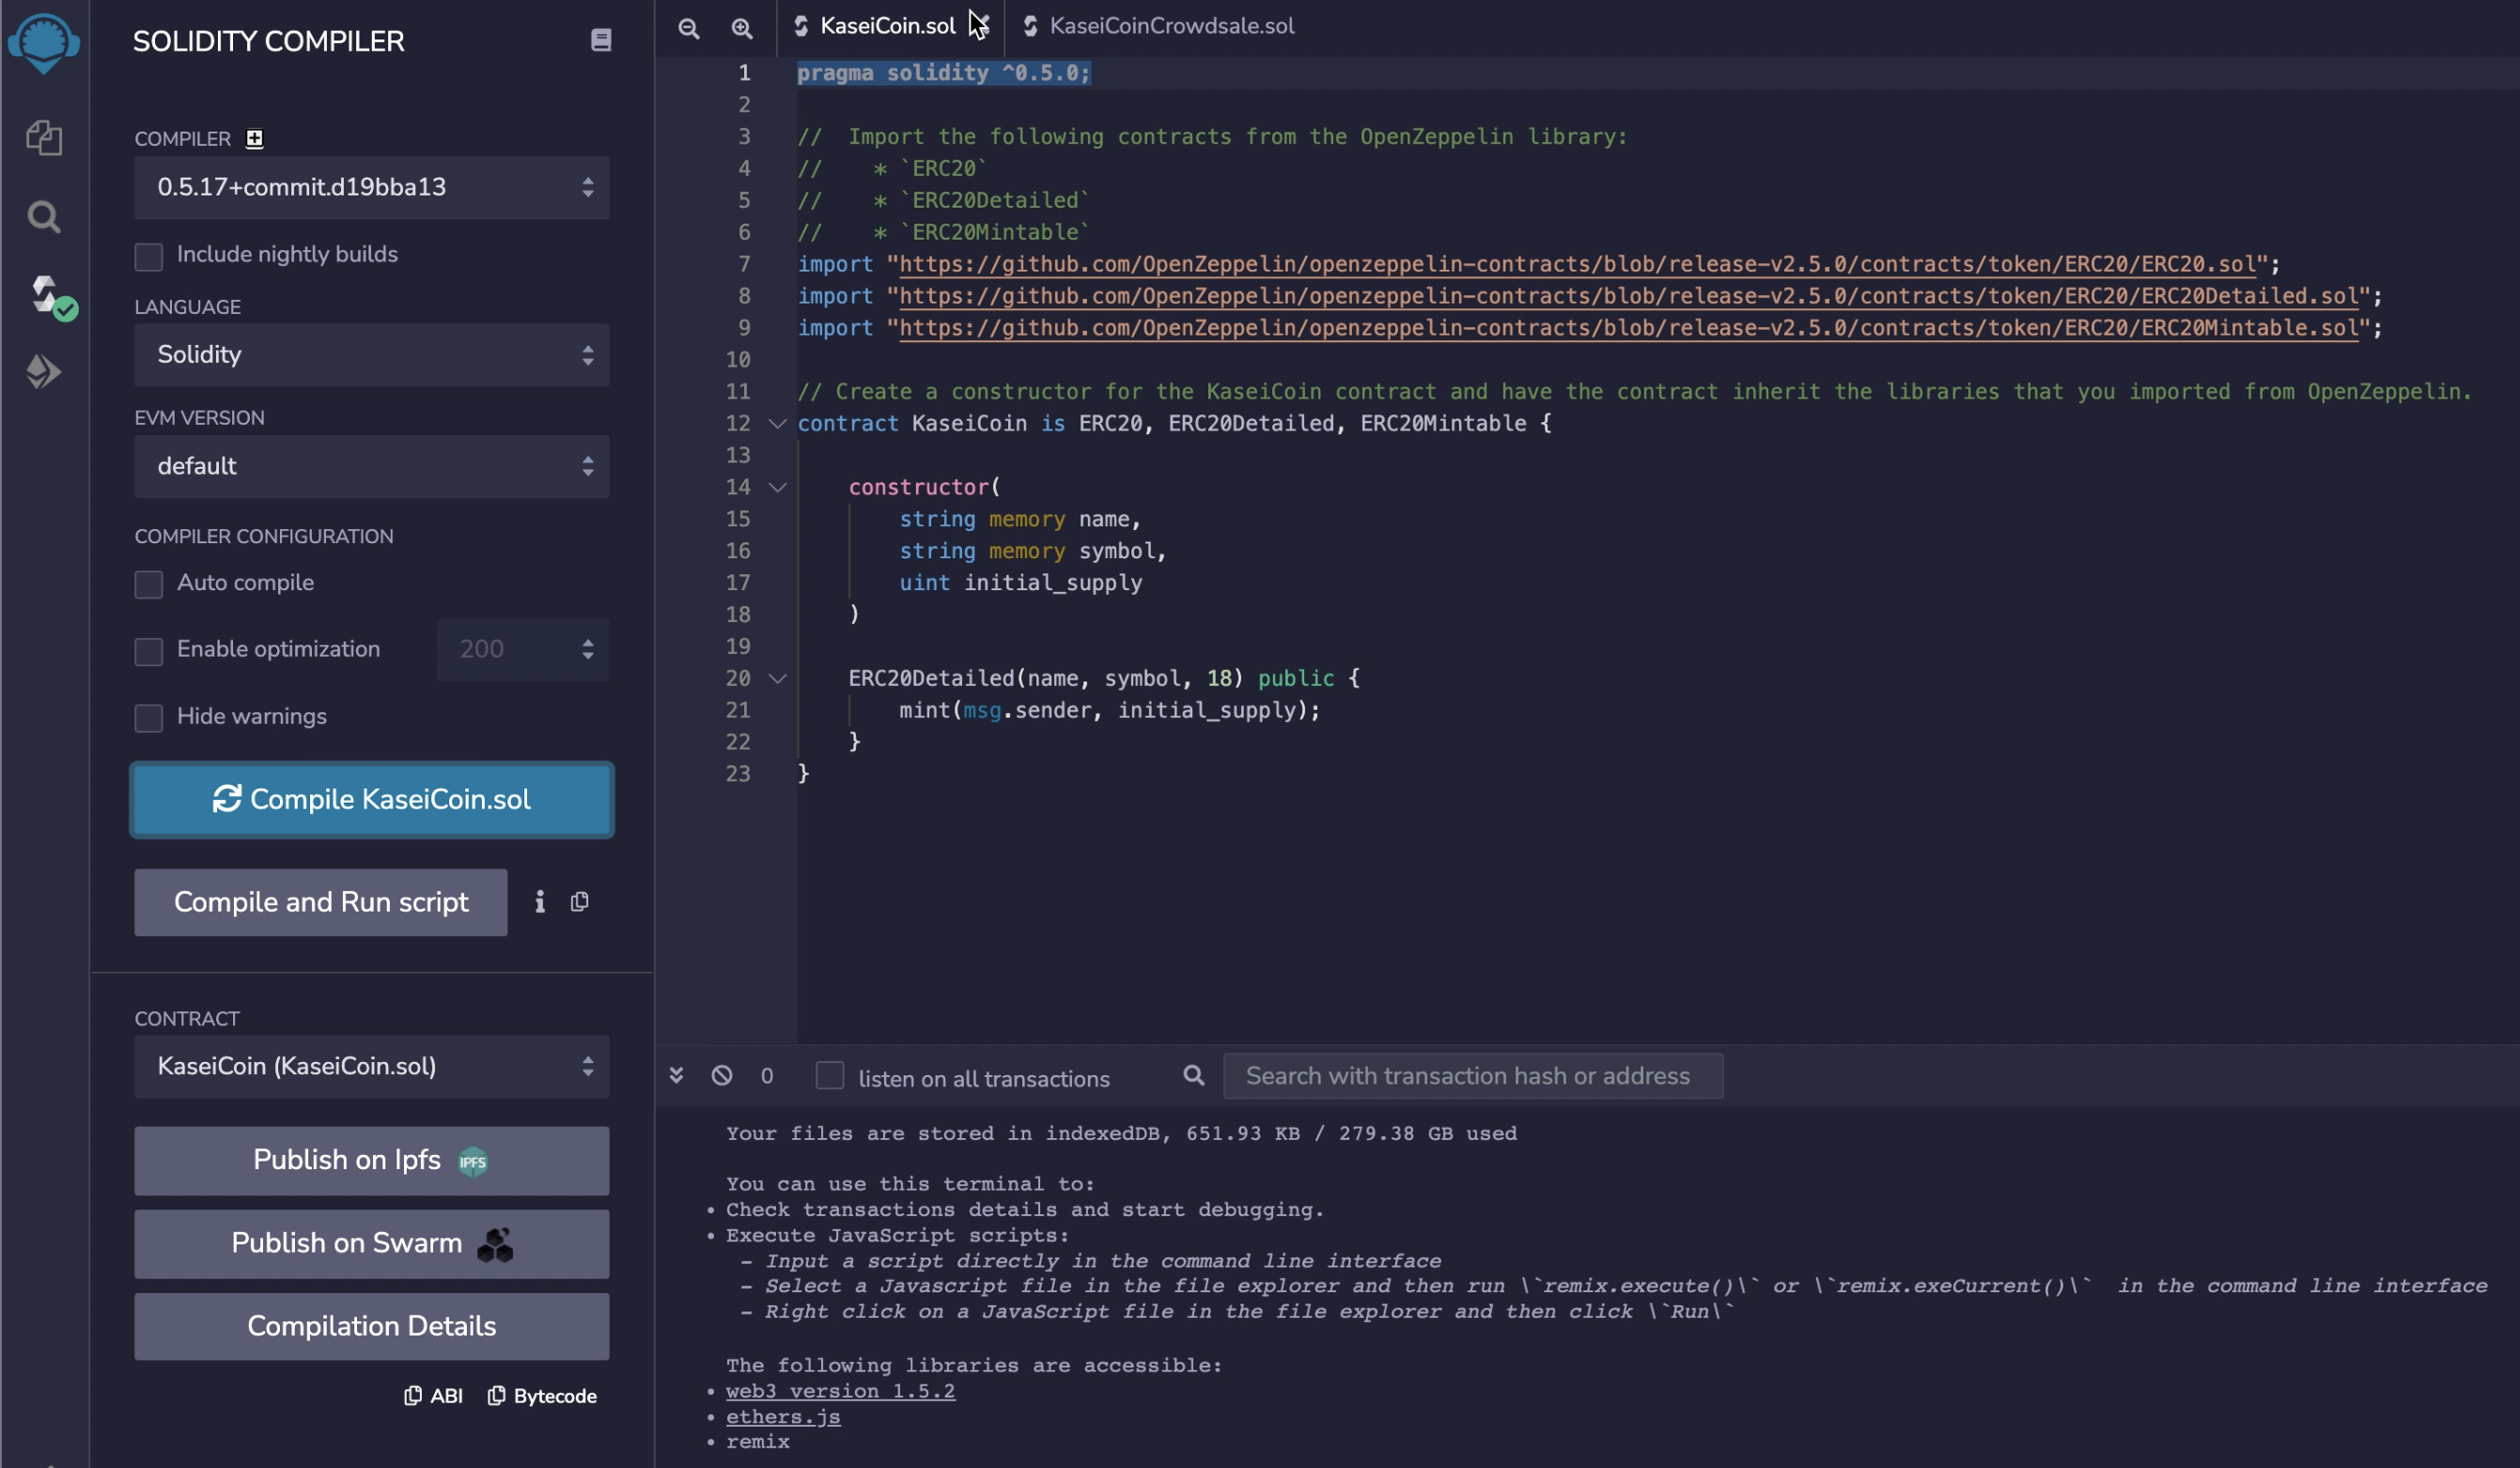 SOLIDITY COMPILER
COMPILER
0.5.17+commit.d19bba13
Include nightly builds
LANGUAGE
Solidity
EVM VERSION
default
COMPILER CONFIGURATION
Auto compile
Enable optimization 200
Hide warnings
Compile KaseiCoin.sol
Compile and Run script
CONTRACT
KaseiCoin (KaseiCoin.sol)
Publish on Ipfs IPFS
Publish on Swarm
Compilation Details
ABI Bytecode
KaseiCoin.sol KaseiCoinCrowdsale.sol
1 pragma solidity ^0.5.0;
2
3 //  Import the following contracts from the OpenZeppelin library:
4 //    * `ERC20`
5 //    * `ERC20Detailed`
6 //    * `ERC20Mintable`
7 import "https://github.com/OpenZeppelin/openzeppelin-contracts/blob/release-v2.5.0/contracts/token/ERC20/ERC20.sol";
8 import "https://github.com/OpenZeppelin/openzeppelin-contracts/blob/release-v2.5.0/contracts/token/ERC20/ERC20Detailed.sol";
9 import "https://github.com/OpenZeppelin/openzeppelin-contracts/blob/release-v2.5.0/contracts/token/ERC20/ERC20Mintable.sol";
10
11 // Create a constructor for the KaseiCoin contract and have the contract inherit the libraries that you imported from OpenZeppelin.
12 contract KaseiCoin is ERC20, ERC20Detailed, ERC20Mintable {
13
14     constructor(
15         string memory name,
16         string memory symbol,
17         uint initial_supply
18     )
19
20     ERC20Detailed(name, symbol, 18) public {
21         mint(msg.sender, initial_supply);
22     }
23 }
0 listen on all transactions Search with transaction hash or address
Your files are stored in indexedDB, 651.93 KB / 279.38 GB used
You can use this terminal to:
• Check transactions details and start debugging.
• Execute JavaScript scripts:
- Input a script directly in the command line interface
- Select a Javascript file in the file explorer and then run \`remix.execute()\` or \`remix.exeCurrent()\`  in the command line interface
- Right click on a JavaScript file in the file explorer and then click \`Run\`
The following libraries are accessible:
• web3 version 1.5.2
• ethers.js
• remix